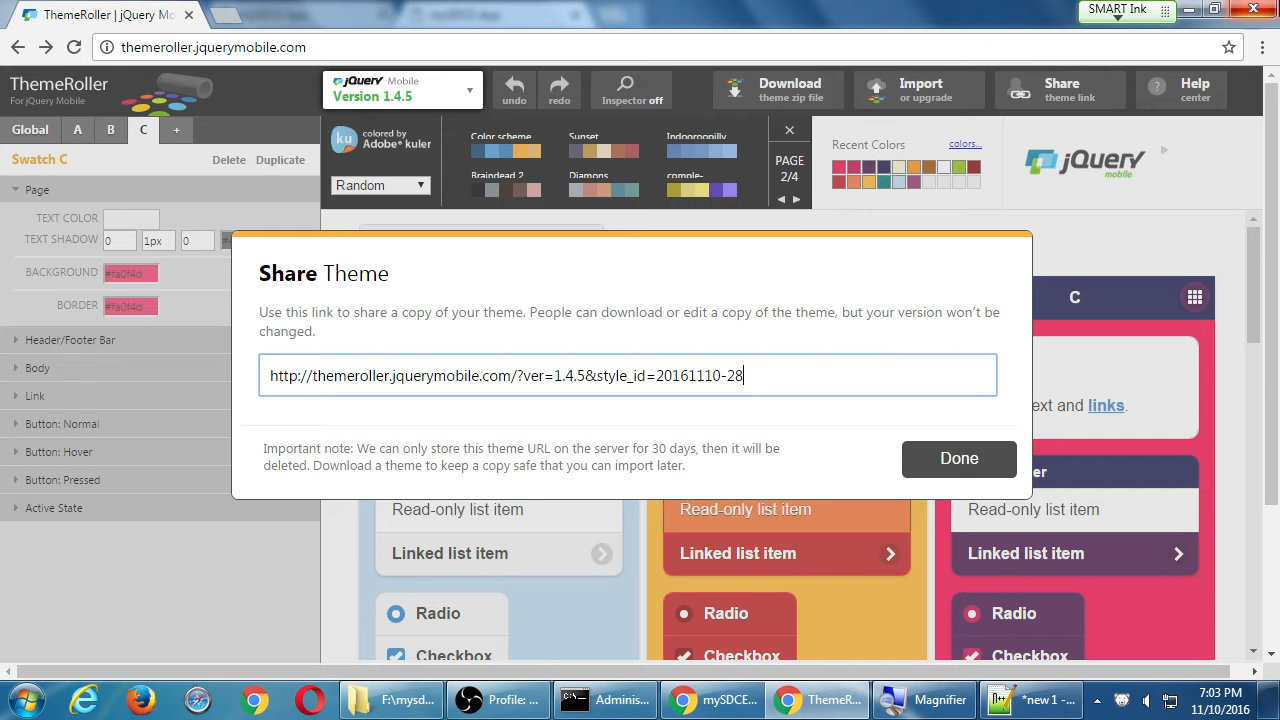 ThemeRoller | jQuery Mob
SMART Ink
themeroller.jquerymobile.com
ThemeRoller
For jQuery Mobile
jQuery Mobile
Version 1.4.5
undo
redo
Inspector off
Download
theme zip file
Import
or upgrade
Share
theme link
Help
center
Global
A
B
C
+
ku
colored by
Adobe® kuler
Random
Color scheme
Sunset
Indooroopilly
Braindead 2
Diamons
comple-
PAGE
2/4
Recent Colors
colors...
jQuery
mobile
Swatch C
Delete
Duplicate
Page
TEXT COLOR
TEXT SHADOW
0
1px
0
BACKGROUND
#fa0f4d
BORDER
#fa0f4d
Header/Footer Bar
Body
Link
Button: Normal
Button: Hover
Button: Pressed
Active State
Share Theme
Use this link to share a copy of your theme. People can download or edit a copy of the theme, but your version won't be
changed.
http://themeroller.jquerymobile.com/?ver=1.4.5&style_id=20161110-28
Important note: We can only store this theme URL on the server for 30 days, then it will be
deleted. Download a theme to keep a copy safe that you can import later.
Done
C
ext and links.
er
Read-only list item
Read-only list item
Read-only list item
Linked list item
Linked list item
Linked list item
Radio
Radio
Radio
Checkbox
Checkbox
Checkbox
F:\mysd...
Profile: ...
Adminis...
mySDCE...
ThemeR...
Magnifier
*new 1 -...
7:03 PM
11/10/2016